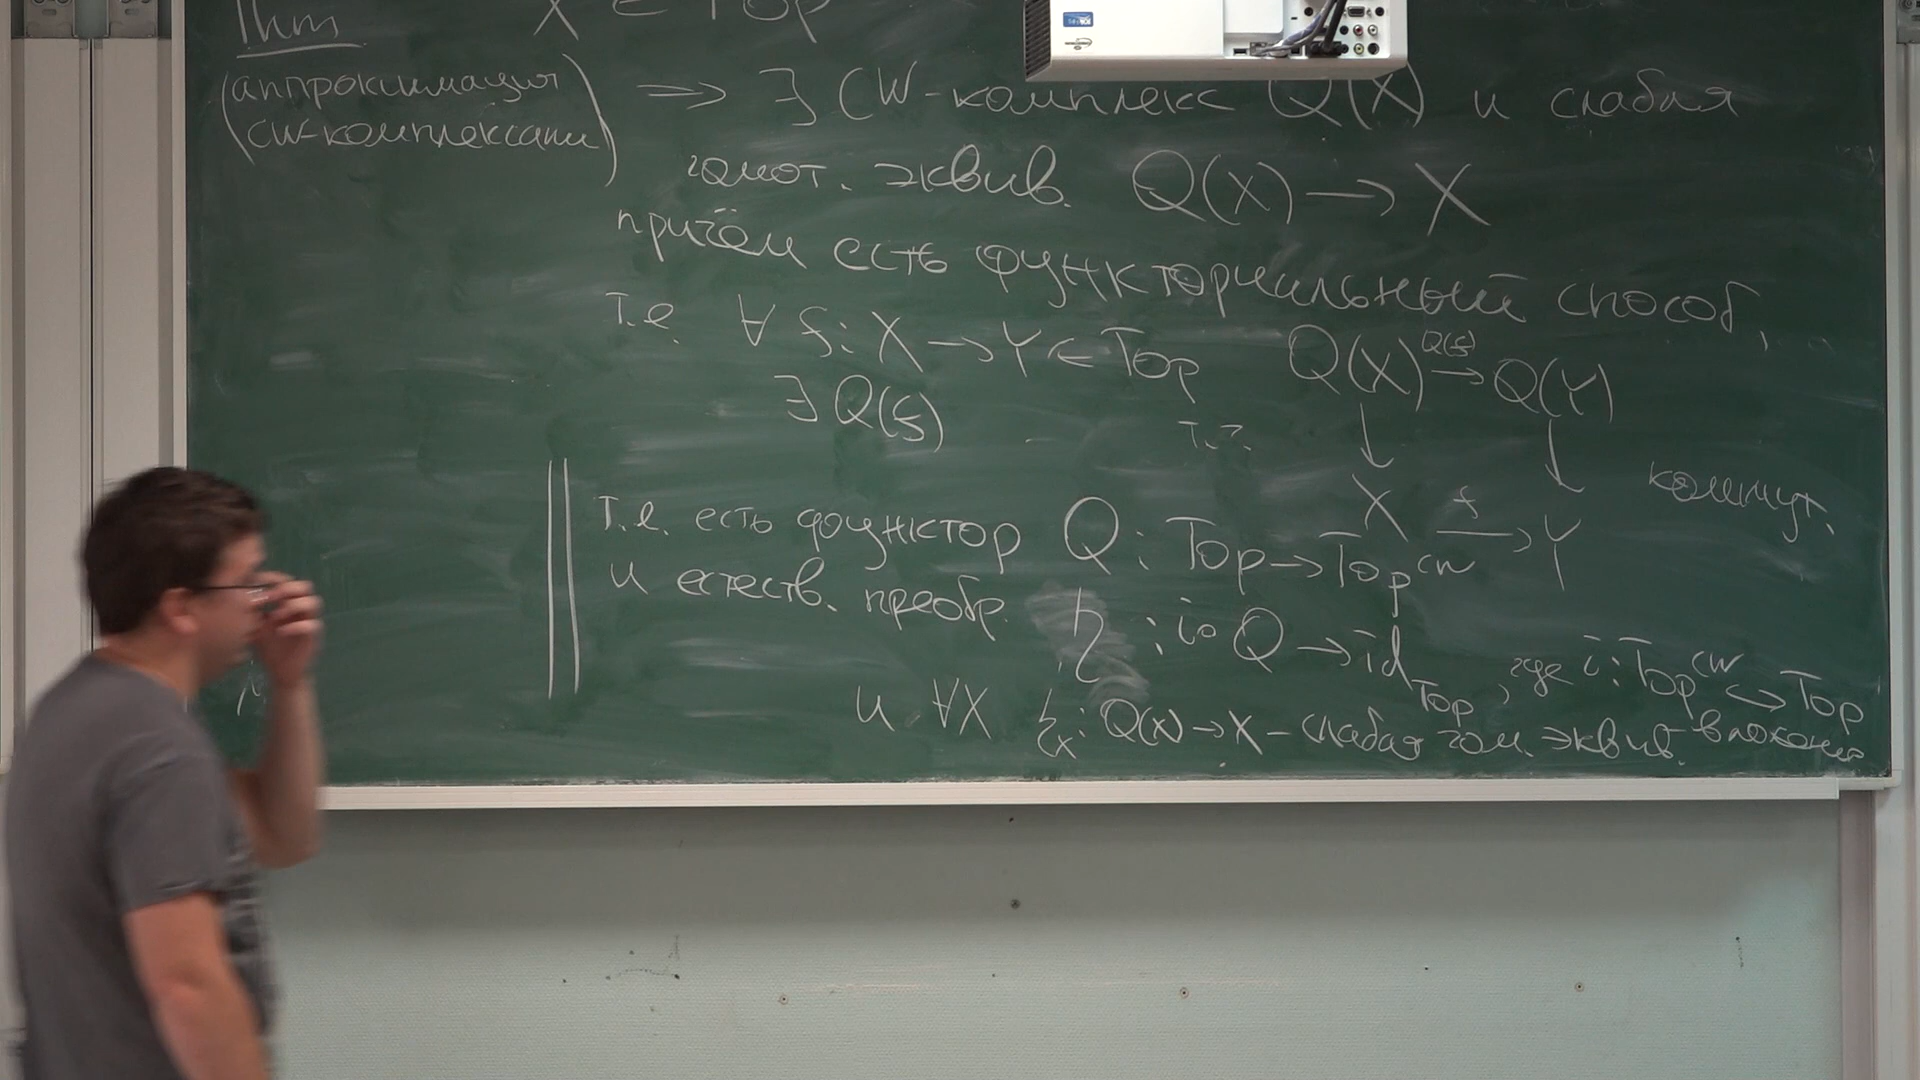 Thm X ∈ Top
(аппроксимация CW-комплексами) ⇒ ∃ CW-комплекс Q(X) и слабая
гомот. эквив. Q(X) → X
причём есть функториальный способ,
т.е. ∀ f: X → Y ∈ Top Q(X) Q(f) → Q(Y)
∃ Q(f) т.ч. ↓ ↓
X f → Y коммут.
т.е. есть функтор Q: Top → Top^CW
и естеств. преобр. η : i∘Q → id_Top, где i: Top^CW ↪ Top
вложение
и ∀X η_X: Q(X) → X – слабая гом. эквив.